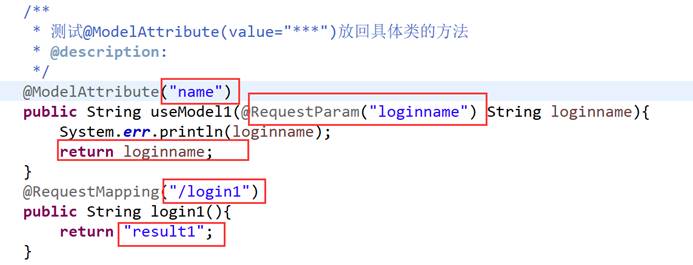 /**
 * 测试@ModelAttribute(value="***")放回具体类的方法
 * @description:
 */
@ModelAttribute("name")
public String useModel1(@RequestParam("loginname") String loginname){
    System.err.println(loginname);
    return loginname;
}
@RequestMapping("/login1")
public String login1(){
    return "result1";
}